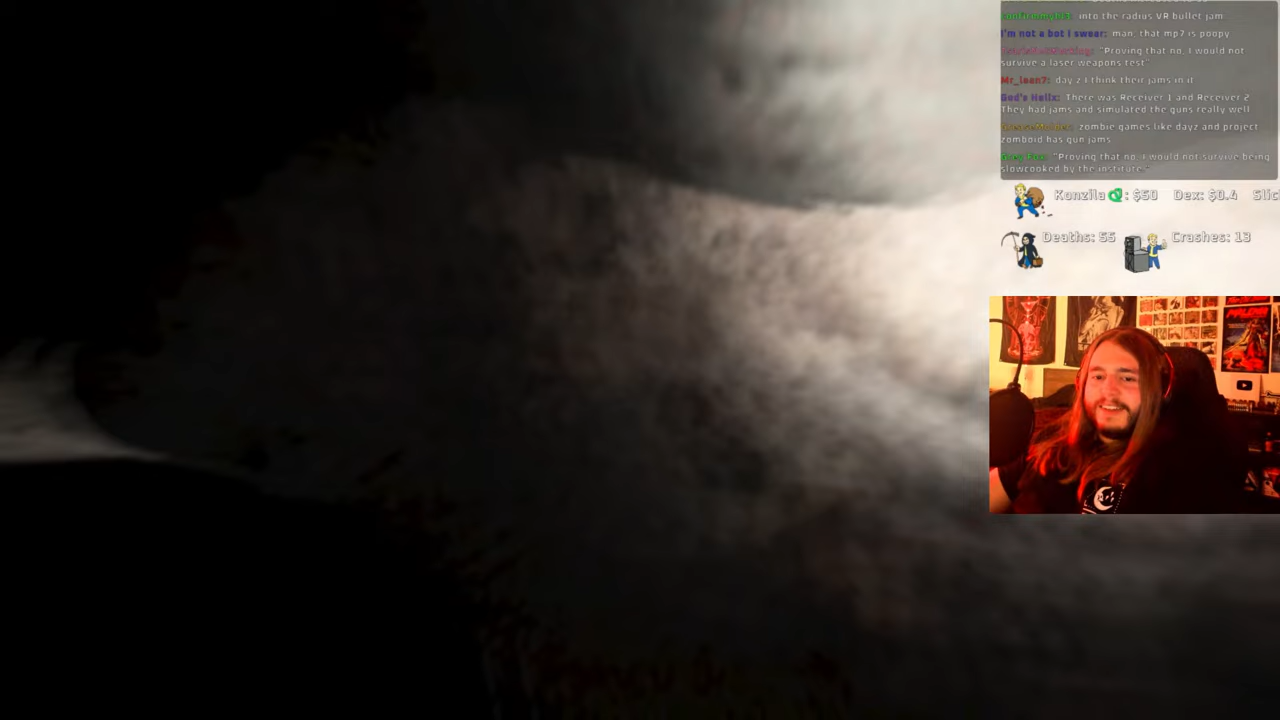 into the radius VR bullet jam
I'm not a bot I swear: man, that mp7 is poopy
"Proving that no, I would not
survive a laser weapons test"
Mr_lean7: day z I think their jams in it
God's Helix: There was Receiver 1 and Receiver 2
They had jams and simulated the guns really well
zombie games like dayz and project
zomboid has gun jams
Grey Fox: "Proving that no, I would not survive being
slowcooked by the institute."
Konzila : $50 Dex: $0.4 Slic
Deaths: 55 Crashes: 13